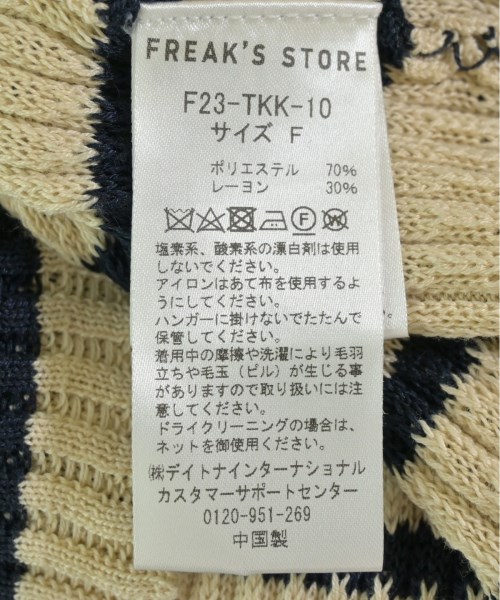 FREAK'S STORE
F23-TKK-10
サイズ F
ポリエステル 70%
レーヨン 30%
F W
塩素系、酸素系の漂白剤は使用
しないでください。
アイロンはあて布を使用するよ
うにしてください。
ハンガーに掛けないでたたんで
保管してください。
着用中の摩擦や洗濯により毛羽
立ちや毛玉（ピル）が生じる事
がありますので取り扱いには注
意してください。
ドライクリーニングの場合は、
ネットを御使用ください。
㈱デイトナインターナショナル
カスタマーサポートセンター
0120-951-269
中国製